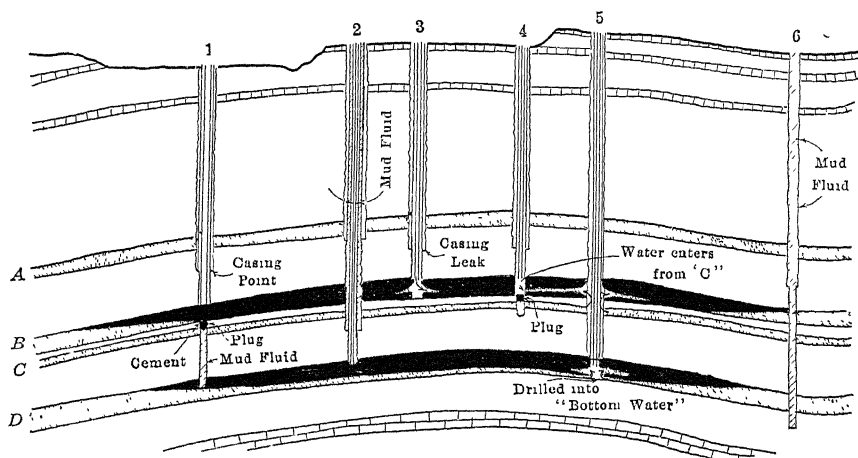 1
2
3
4
5
6
Mud Fluid
Mud
Fluid
Casing
Point
Casing
Leak
Water enters
from ‘C”
A
B
C
D
Plug
Plug
Cement
Mud Fluid
Drilled into
“Bottom Water”